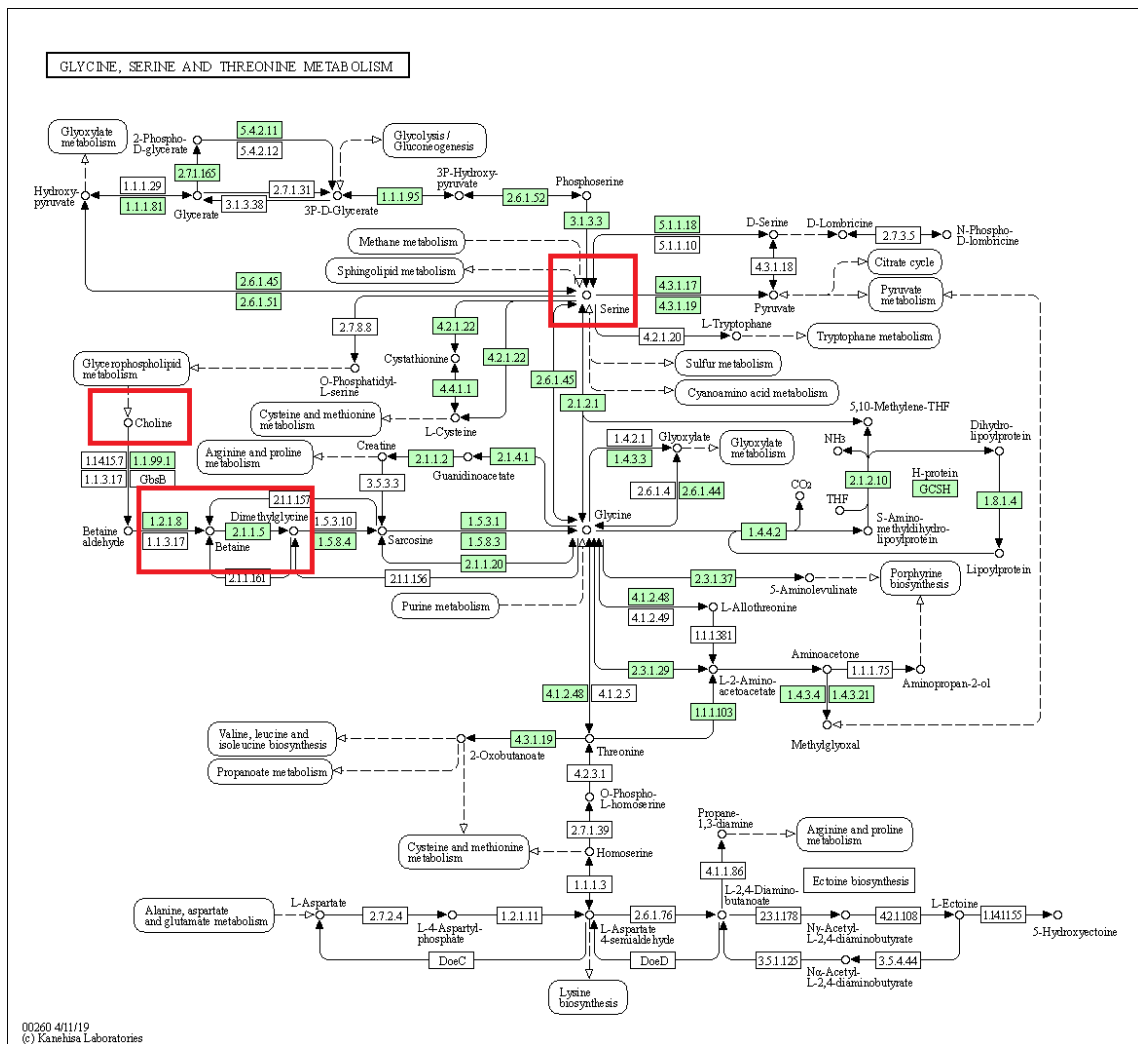 GLYCINE, SERINE AND THREONINE METABOLISM
Glyoxylate
metabolism
2-Phospho-
D-glycerate
5.4.2.11
5.4.2.12
Glycolysis /
Gluconeogenesis
2.7.1.165
Hydroxy-
pyruvate
1.1.1.29
1.1.1.81
Glycerate
2.7.1.31
3.1.3.38
3P-D-Glycerate
1.1.1.95
3P-Hydroxy-
pyruvate
2.6.1.52
Phosphoserine
3.1.3.3
Methane metabolism
Sphingolipid metabolism
5.1.1.18
5.1.1.10
D-Serine
D-Lombricine
2.7.3.5
N-Phospho-
D-lombricine
4.3.1.18
Citrate cycle
Pyruvate
metabolism
2.6.1.45
2.6.1.51
Serine
4.3.1.17
4.3.1.19
Pyruvate
2.7.8.8
4.2.1.22
4.2.1.20
L-Tryptophane
Tryptophane metabolism
Glycerophospholipid
metabolism
O-Phosphatidyl-
L-serine
Cystathionine
4.2.1.22
4.4.1.1
2.6.1.45
Sulfur metabolism
Cyanoamino acid metabolism
2.1.2.1
Choline
Cysteine and methionine
metabolism
L-Cysteine
5,10-Methylene-THF
1.14.15.7
1.1.99.1
1.1.3.17
GbsB
Arginine and proline
metabolism
Creatine
2.1.1.2
2.1.4.1
Guanidinoacetate
3.5.3.3
1.4.2.1
1.4.3.3
Glyoxylate
Glyoxylate
metabolism
2.6.1.4
2.6.1.44
NH3
Dihydro-
lipoylprotein
2.1.2.10
H-protein
GCSH
CO2
THF
1.8.1.4
2.1.1.157
Betaine
aldehyde
1.2.1.8
1.1.3.17
Betaine
2.1.1.5
Dimethylglycine
1.5.3.10
1.5.8.4
Sarcosine
1.5.3.1
1.5.8.3
Glycine
1.4.4.2
S-Amino-
methyldihydro-
lipoylprotein
Lipoylprotein
2.1.1.20
2.1.1.161
2.1.1.156
Purine metabolism
2.3.1.37
5-Aminolevulinate
Porphyrine
biosynthesis
4.1.2.48
4.1.2.49
L-Allothreonine
1.1.1.381
2.3.1.29
L-2-Amino-
acetoacetate
Aminoacetone
1.1.1.75
Aminopropan-2-ol
4.1.2.48
4.1.2.5
1.1.1.103
1.4.3.4
1.4.3.21
Methylglyoxal
Valine, leucine and
isoleucine biosynthesis
Propanoate metabolism
2-Oxobutanoate
4.3.1.19
Threonine
4.2.3.1
O-Phospho-
L-homoserine
2.7.1.39
Cysteine and methionine
metabolism
Homoserine
1.1.1.3
Propane-
1,3-diamine
Arginine and proline
metabolism
4.1.1.86
Ectoine biosynthesis
Alanine, aspartate
and glutamate metabolism
L-Aspartate
2.7.2.4
L-4-Aspartyl-
phosphate
1.2.1.11
L-Aspartate
4-semialdehyde
2.6.1.76
L-2,4-Diamino-
butanoate
2.3.1.178
Nγ-Acetyl-
L-2,4-diaminobutyrate
4.2.1.108
L-Ectoine
1.14.11.55
5-Hydroxyectoine
DoeC
DoeD
3.5.1.125
Nα-Acetyl-
L-2,4-diaminobutyrate
3.5.4.44
Lysine
biosynthesis
00260 4/11/19
(c) Kanehisa Laboratories